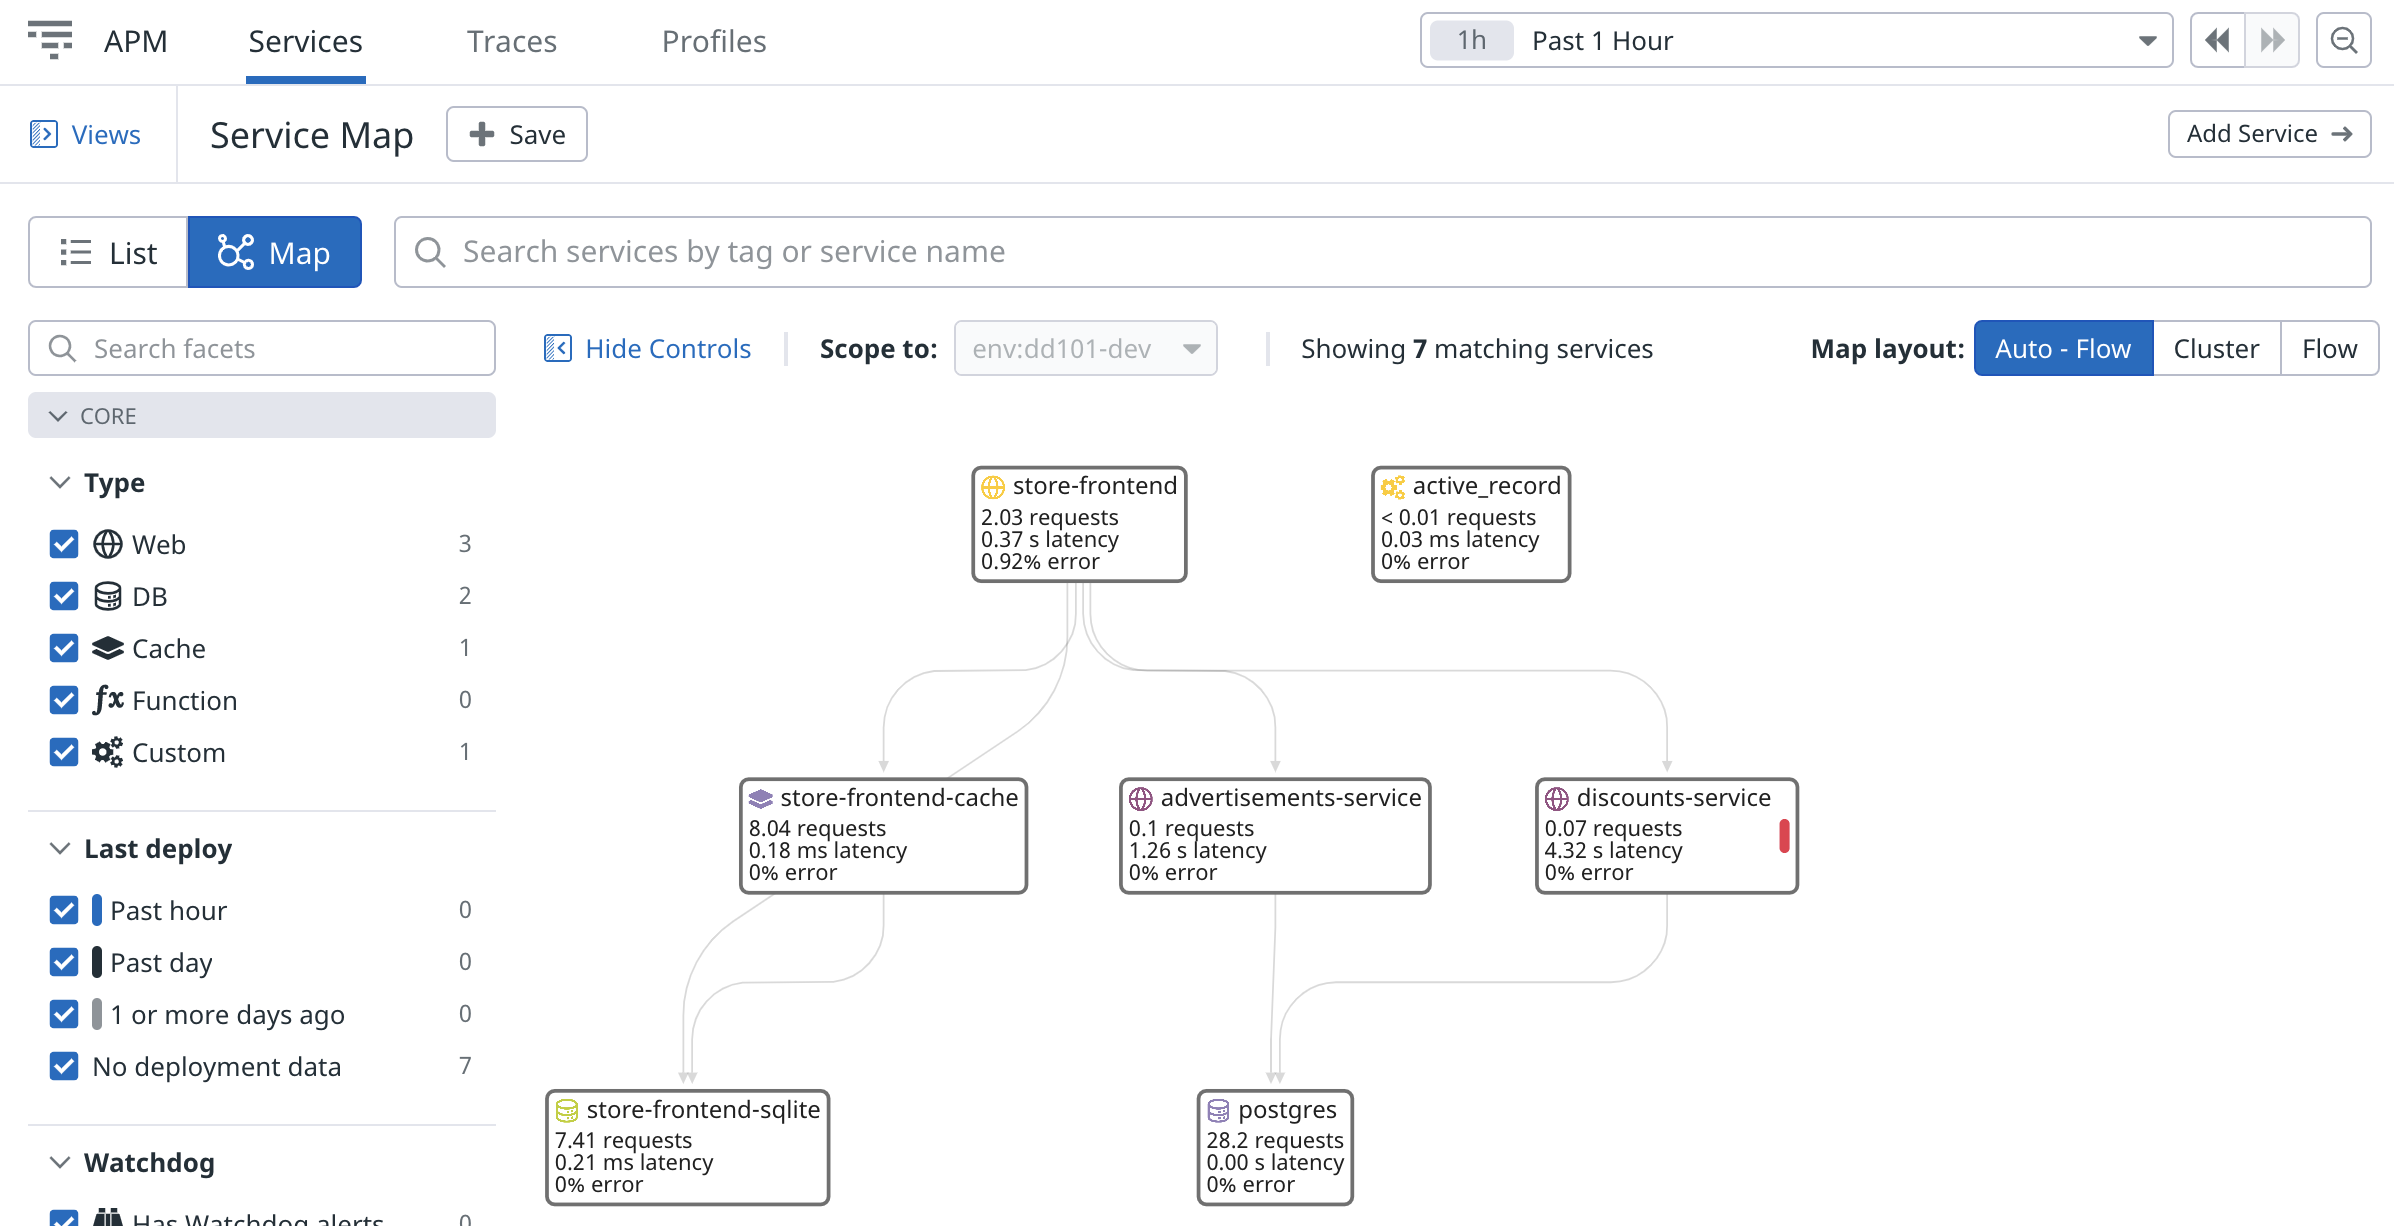 APM Services Traces Profiles 1h Past 1 Hour
Views Service Map Save Add Service
List Map Search services by tag or service name
Search facets Hide Controls Scope to: env:dd101-dev Showing 7 matching services Map layout: Auto - Flow Cluster Flow
CORE
Type
Web 3
DB 2
Cache 1
fx Function 0
Custom 1
Last deploy
Past hour 0
Past day 0
1 or more days ago 0
No deployment data 7
Watchdog
Has Watchdog alerts 0
store-frontend
2.03 requests
0.37 s latency
0.92% error
active_record
< 0.01 requests
0.03 ms latency
0% error
store-frontend-cache
8.04 requests
0.18 ms latency
0% error
advertisements-service
0.1 requests
1.26 s latency
0% error
discounts-service
0.07 requests
4.32 s latency
0% error
store-frontend-sqlite
7.41 requests
0.21 ms latency
0% error
postgres
28.2 requests
0.00 s latency
0% error